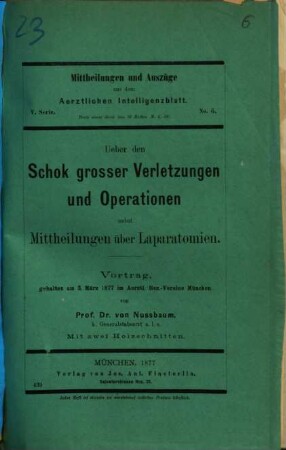 23
6
Mittheilungen und Auszüge
aus dem
Aerztlichen Intelligenzblatt.
V. Serie. No. 6.
Ueber den
Schok grosser Verletzungen
und Operationen
nebst
Mittheilungen über Laparatomien.
Vortrag,
gehalten am 3. März 1877 im Aerztl. Bez.-Vereine München
von
Prof. Dr. von Nussbaum,
k. Generalstabsarzt u. s. w.
Mit zwei Holzschnitten.
MÜNCHEN, 1877
Verlag von Jos. Ant. Finsterlin.